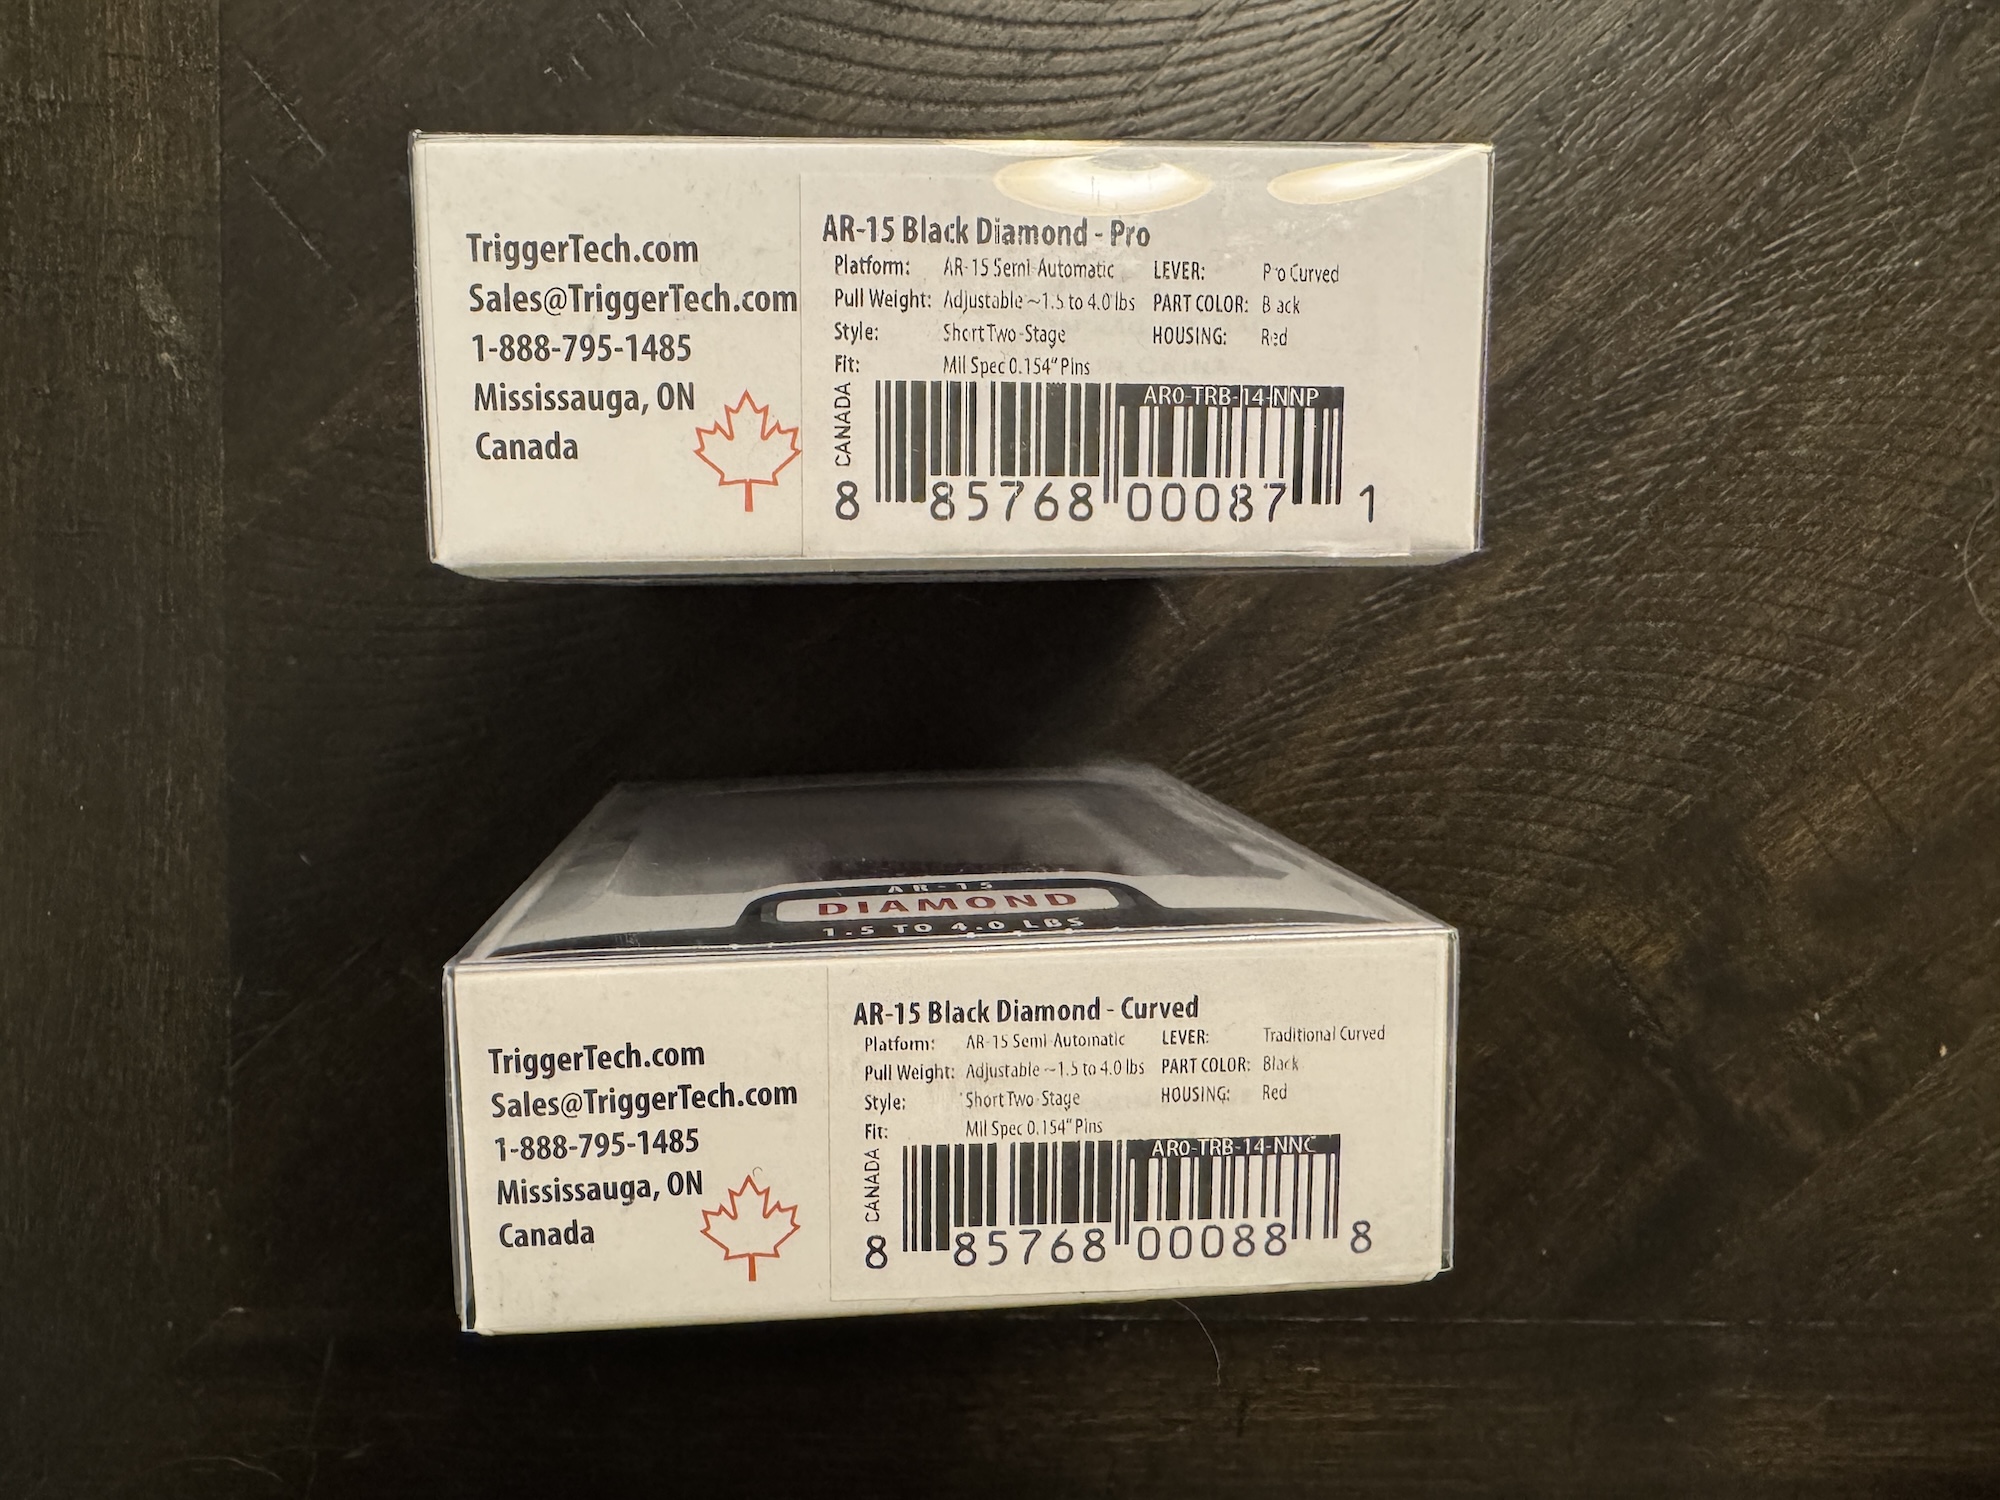 TriggerTech.com
Sales@TriggerTech.com
1-888-795-1485
Mississauga, ON
Canada
AR-15 Black Diamond - Pro
Platform: AR-15 Semi-Automatic LEVER: Pro Curved
Pull Weight: Adjustable ~1.5 to 4.0 lbs PART COLOR: Black
Style: Short Two-Stage HOUSING: Red
Fit: Mil Spec 0.154" Pins
CANADA
AR0-TRB-14-NNP
8 85768 00087 1
AR-15
DIAMOND
1.5 TO 4.0 LBS
TriggerTech.com
Sales@TriggerTech.com
1-888-795-1485
Mississauga, ON
Canada
AR-15 Black Diamond - Curved
Platform: AR-15 Semi-Automatic LEVER: Traditional Curved
Pull Weight: Adjustable ~1.5 to 4.0 lbs PART COLOR: Black
Style: Short Two-Stage HOUSING: Red
Fit: Mil Spec 0.154" Pins
CANADA
AR0-TRB-14-NNC
8 85768 00088 8